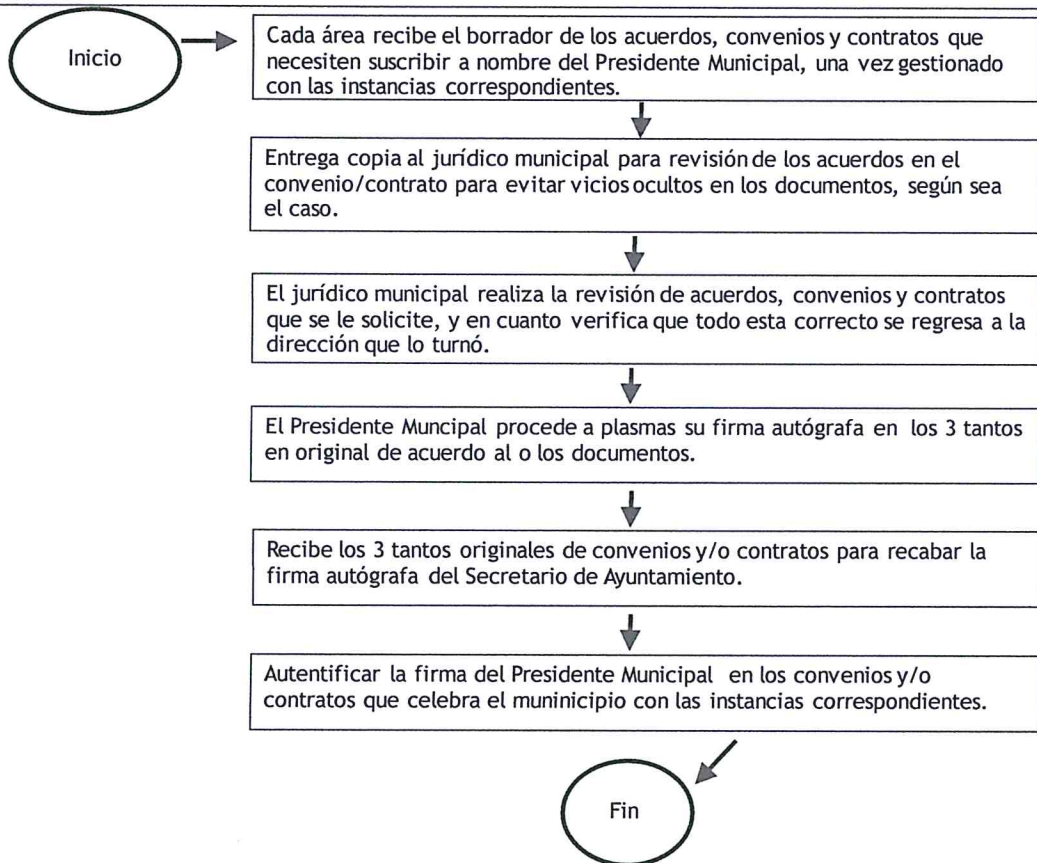 Inicio
Cada área recibe el borrador de los acuerdos, convenios y contratos que
necesiten suscribir a nombre del Presidente Municipal, una vez gestionado
con las instancias correspondientes.
Entrega copia al jurídico municipal para revisión de los acuerdos en el
convenio/contrato para evitar vicios ocultos en los documentos, según sea
el caso.
El jurídico municipal realiza la revisión de acuerdos, convenios y contratos
que se le solicite, y en cuanto verifica que todo esta correcto se regresa a la
dirección que lo turnó.
El Presidente Muncipal procede a plasmas su firma autógrafa en los 3 tantos
en original de acuerdo al o los documentos.
Recibe los 3 tantos originales de convenios y/o contratos para recabar la
firma autógrafa del Secretario de Ayuntamiento.
Autentificar la firma del Presidente Municipal en los convenios y/o
contratos que celebra el muninicipio con las instancias correspondientes.
Fin